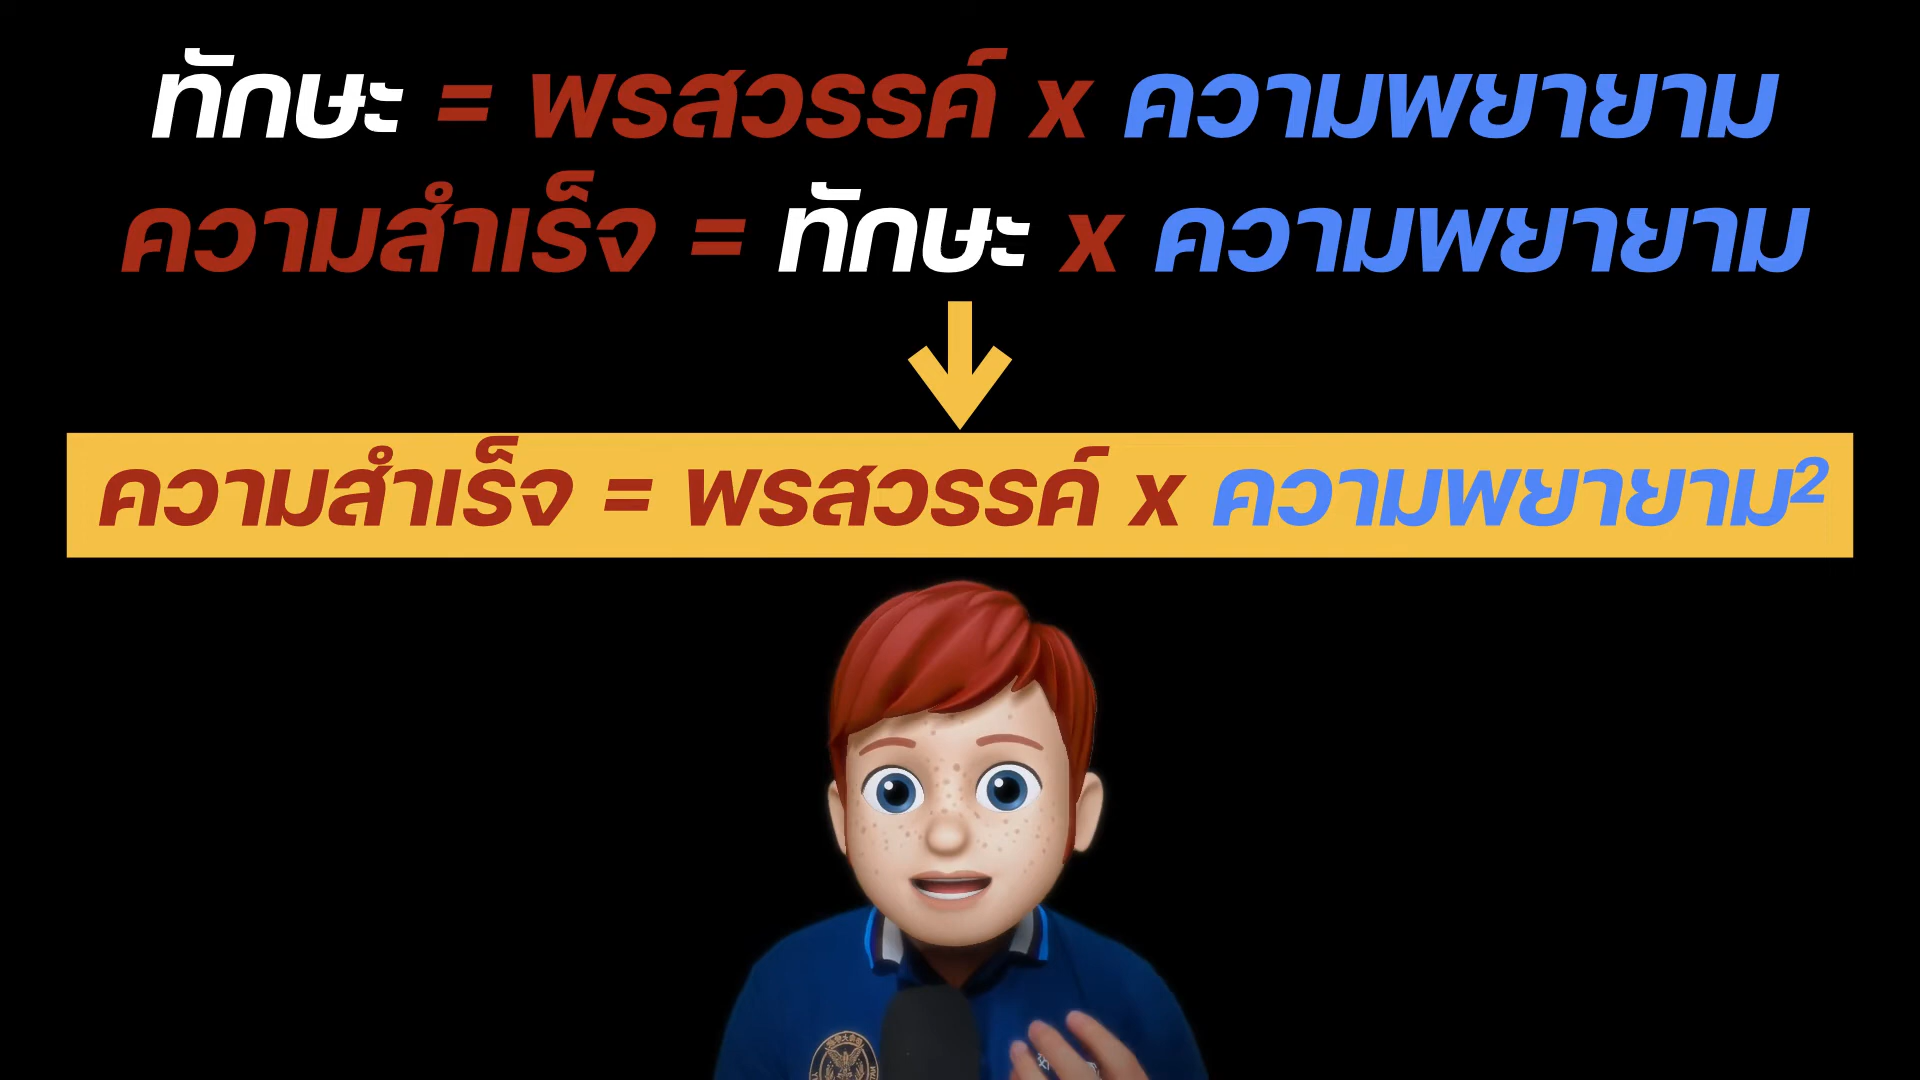 ทักษะ = พรสวรรค์ x ความพยายาม
ความสำเร็จ = ทักษะ x ความพยายาม
ความสำเร็จ = พรสวรรค์ x ความพยายาม²